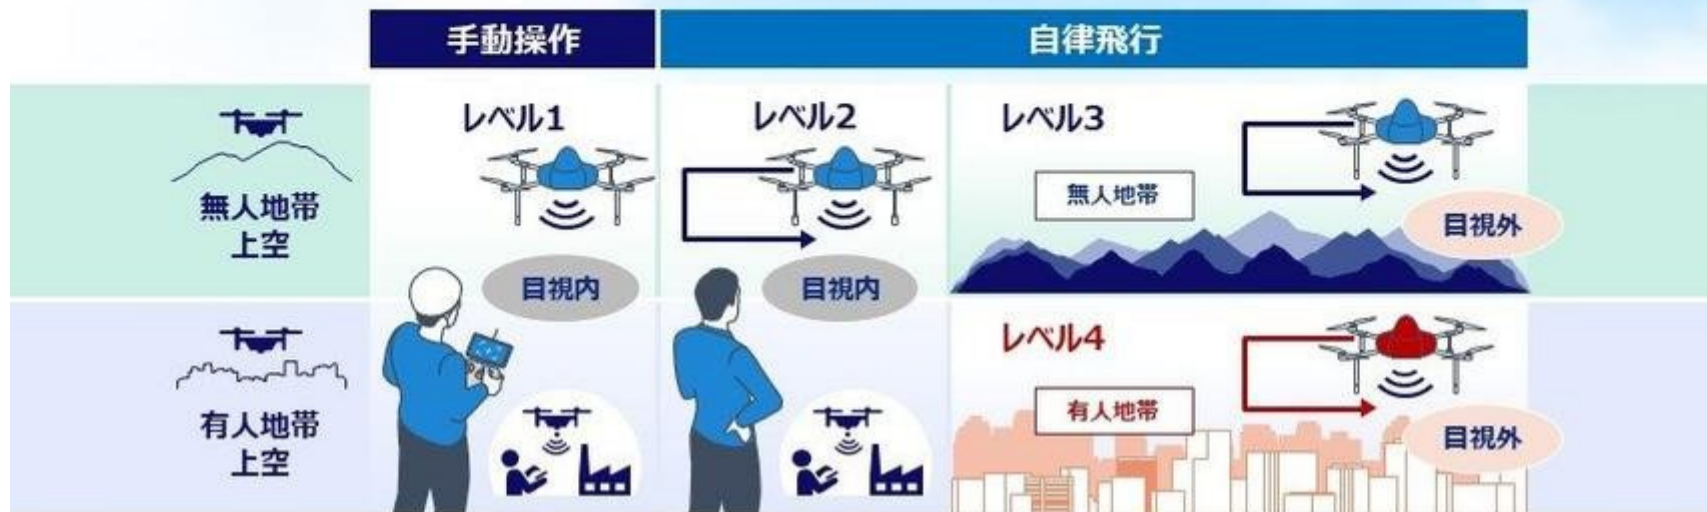 手動操作
自律飛行
無人地帯
上空
レベル1
目視内
レベル2
目視内
レベル3
無人地帯
目視外
有人地帯
上空
レベル4
有人地帯
目視外